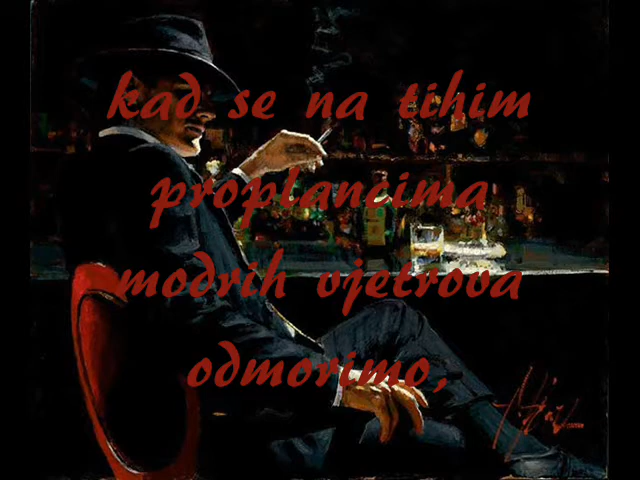 kad se na tihim
proplancima
modrih vjetrova
odmorimo,